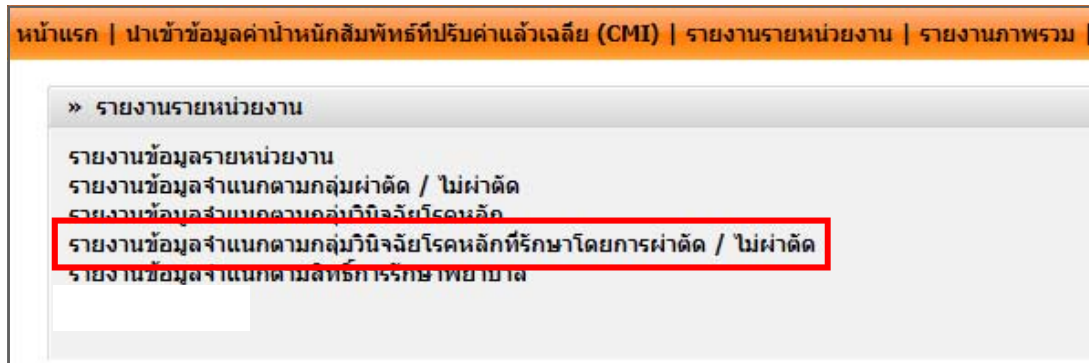 หน้าแรก | นำเข้าข้อมูลค่าน้ำหนักสัมพัทธ์ที่ปรับค่าแล้วเฉลี่ย (CMI) | รายงานรายหน่วยงาน | รายงานภาพรวม |
» รายงานรายหน่วยงาน
รายงานข้อมูลรายหน่วยงาน
รายงานข้อมูลจำแนกตามกลุ่มผ่าตัด / ไม่ผ่าตัด
รายงานข้อมูลจำแนกตามกลุ่มวินิจฉัยโรคหลัก
รายงานข้อมูลจำแนกตามกลุ่มวินิจฉัยโรคหลักที่รักษาโดยการผ่าตัด / ไม่ผ่าตัด
รายงานข้อมูลจำแนกตามสิทธิ์การรักษาพยาบาล